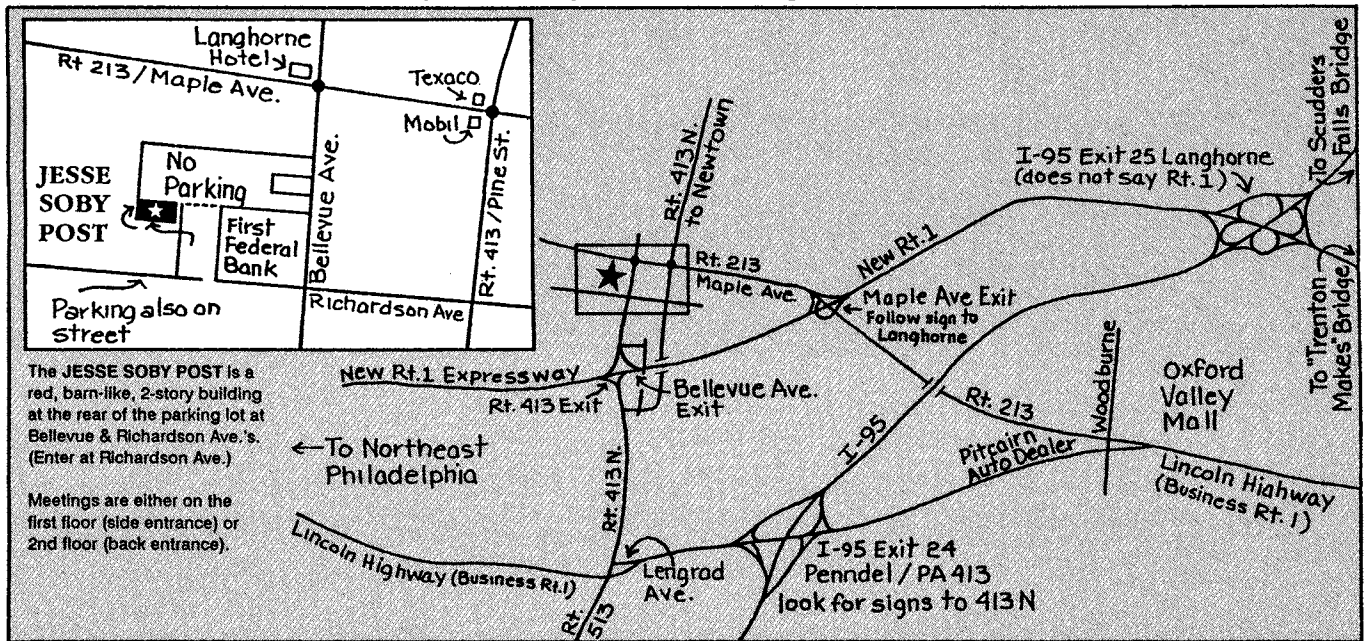 Langhorne
Hotel
Rt 213/Maple Ave.
Texaco
Mobil
No
Parking
JESSE
SOBY
POST
First
Federal
Bank
Bellevue Ave.
Rt. 413/Pine St.
Richardson Ave
Parking also on
street
The JESSE SOBY POST is a
red, barn-like, 2-story building
at the rear of the parking lot at
Bellevue & Richardson Ave.'s.
(Enter at Richardson Ave.)
Meetings are either on the
first floor (side entrance) or
2nd floor (back entrance).
Rt. 413 N.
to Newtown
Rt. 213
Maple Ave.
New Rt.1
I-95 Exit 25 Langhorne
(does not say Rt. 1)
To Scudders
Falls Bridge
To "Trenton
Makes" Bridge
Maple Ave Exit
Follow sign to
Langhorne
New Rt.1 Expressway
Rt. 413 Exit
Bellevue Ave.
Exit
←To Northeast
Philadelphia
Rt. 413 N.
I-95
Rt. 213
Woodburne
Oxford
Valley
Mall
Pitcairn
Auto Dealer
Lincoln Highway
(Business Rt. 1)
Lincoln Highway (Business Rt.1)
Lengrad
Ave.
Rt.
513
I-95 Exit 24
Penndel / PA 413
look for signs to 413 N